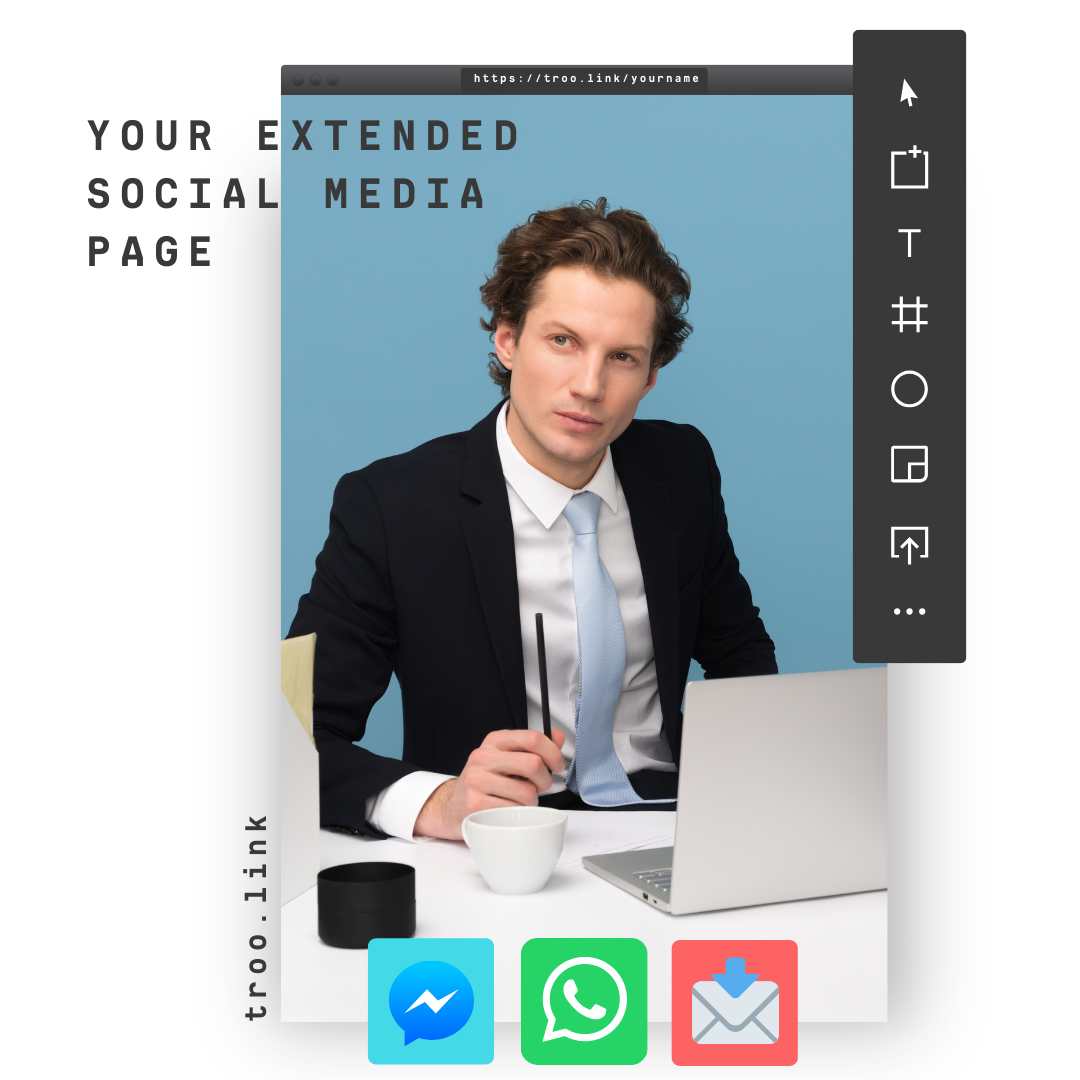 https://troo.link/yourname
YOUR EXTENDED
SOCIAL MEDIA
PAGE
T
troo.link